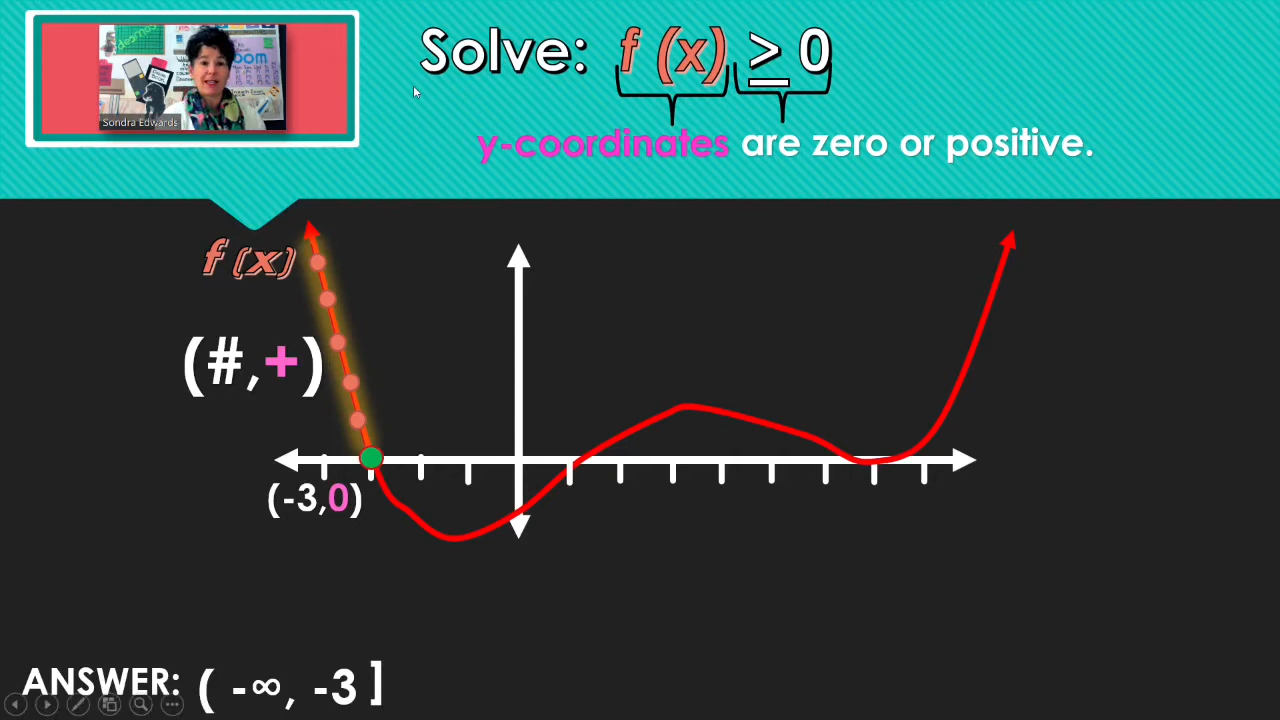 Solve: f (x) ≥ 0
y-coordinates are zero or positive.
Sondra Edwards
f (x)
(#,+)
(-3,0)
ANSWER: ( -∞, -3 ]